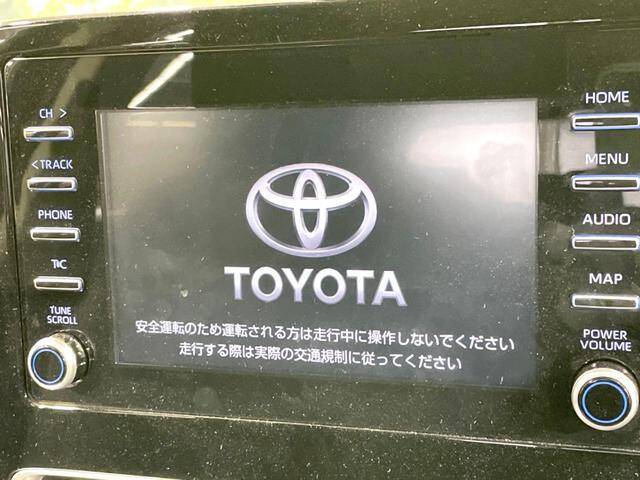 CH >
< TRACK
PHONE
T/C
TUNE
SCROLL
TOYOTA
安全運転のため運転される方は走行中に操作しないでください
走行する際は実際の交通規制に従ってください
HOME
MENU
AUDIO
MAP
POWER
VOLUME